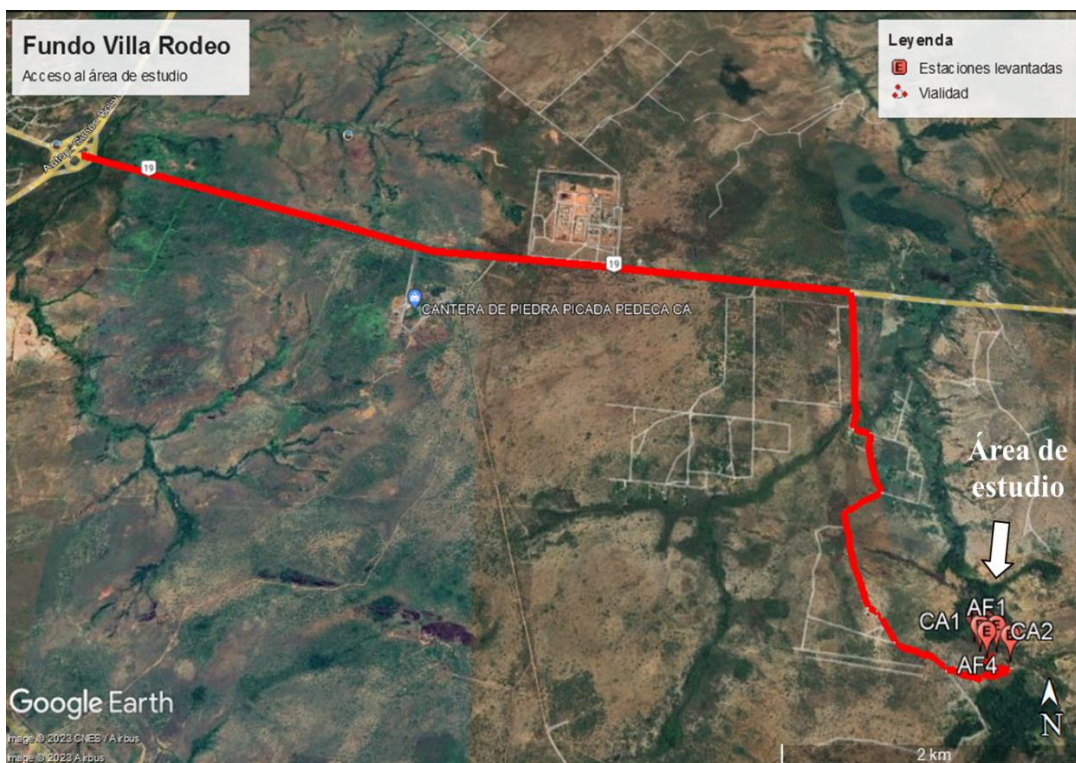 Fundo Villa Rodeo
Acceso al área de estudio
Leyenda
E Estaciones levantadas
Vialidad
19
19
CANTERA DE PIEDRA PICADA PEDECA CA
Área de
estudio
AF1
CA1
E
CA2
AF4
Google Earth
N
Image © 2023 CNES / Airbus
Image © 2023 Airbus
2 km